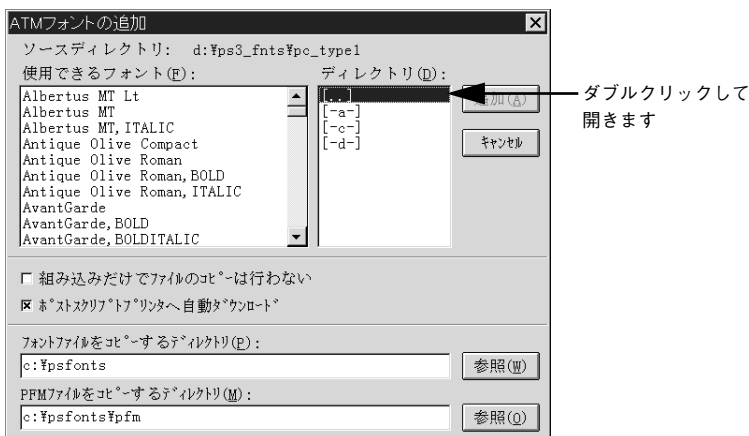 ATMフォントの追加
ソースディレクトリ: d:¥ps3_fnts¥pc_type1
使用できるフォント(F):
ディレクトリ(D):
Albertus MT Lt
Albertus MT
Albertus MT, ITALIC
Antique Olive Compact
Antique Olive Roman
Antique Olive Roman, BOLD
Antique Olive Roman, ITALIC
AvantGarde
AvantGarde, BOLD
AvantGarde, BOLDITALIC
[..]
[-a-]
[-c-]
[-d-]
追加(A)
キャンセル
ダブルクリックして
開きます
組み込みだけでファイルのコピーは行わない
ポストスクリプトプリンタへ自動ダウンロード
フォントファイルをコピーするディレクトリ(P):
c:¥psfonts
参照(W)
PFMファイルをコピーするディレクトリ(M):
c:¥psfonts¥pfm
参照(O)